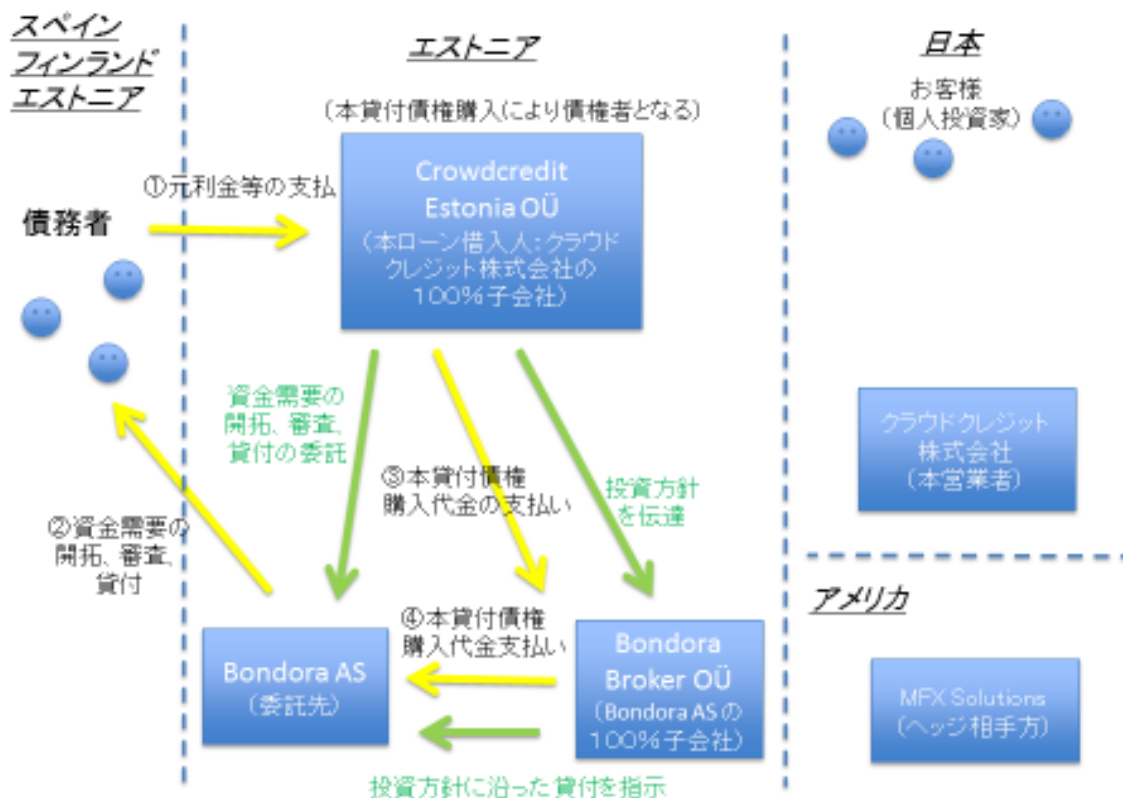 スペイン
フィンランド
エストニア
エストニア
日本
お客様
(個人投資家)
(本貸付債権購入により債権者となる)
Crowdcredit
Estonia OÜ
(本ローン借入人:クラウド
クレジット株式会社の
100%子会社)
①元利金等の支払
債務者
資金需要の
開拓、審査、
貸付の委託
③本貸付債権
購入代金の支払い
投資方針
を伝達
クラウドクレジット
株式会社
(本営業者)
②資金需要の
開拓、審査、
貸付
④本貸付債権
購入代金支払い
Bondora AS
(委託先)
Bondora
Broker OÜ
(Bondora ASの
100%子会社)
投資方針に沿った貸付を指示
アメリカ
MFX Solutions
(ヘッジ相手方)